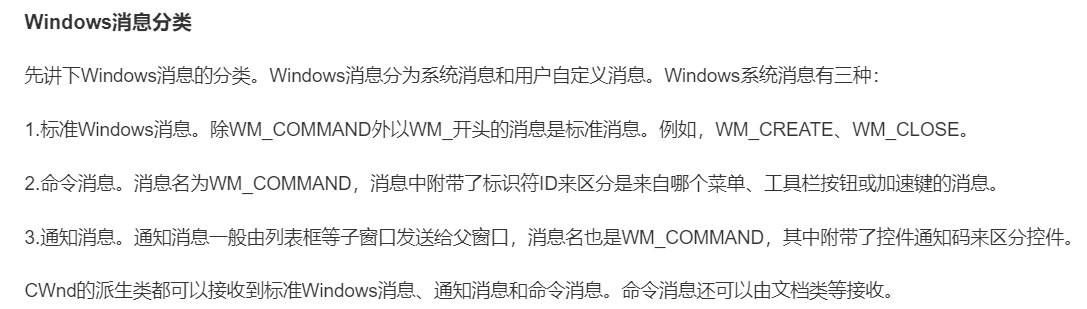 Windows消息分类
先讲下Windows消息的分类。Windows消息分为系统消息和用户自定义消息。Windows系统消息有三种：
1.标准Windows消息。除WM_COMMAND外以WM_开头的消息是标准消息。例如，WM_CREATE、WM_CLOSE。
2.命令消息。消息名为WM_COMMAND，消息中附带了标识符ID来区分是来自哪个菜单、工具栏按钮或加速键的消息。
3.通知消息。通知消息一般由列表框等子窗口发送给父窗口，消息名也是WM_COMMAND，其中附带了控件通知码来区分控件。
CWnd的派生类都可以接收到标准Windows消息、通知消息和命令消息。命令消息还可以由文档类等接收。